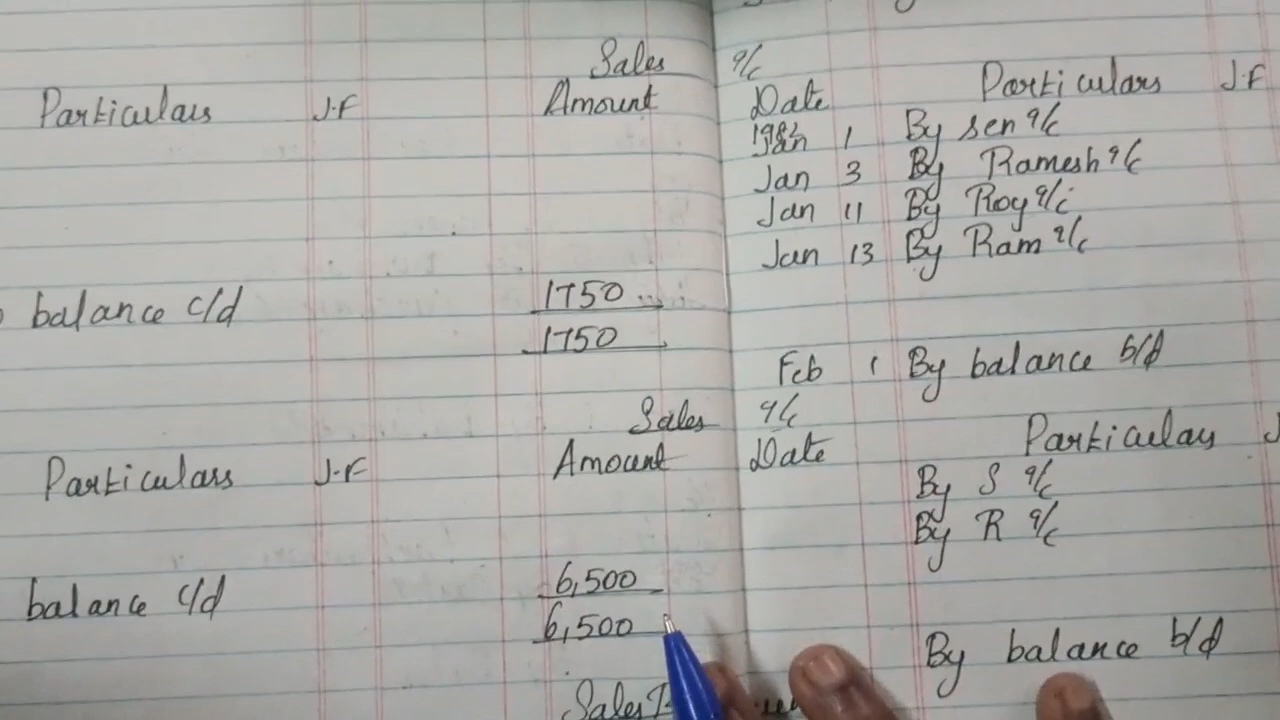 Sales a/c
Particulars J.F Amount Date Particulars J.F
1982 Jan 1 By Sen a/c
Jan 3 By Ramesh a/c
Jan 11 By Roy a/c
Jan 13 By Ram a/c
balance c/d 1750
1750
Feb 1 By balance b/d
Sales a/c
Particulars J.F Amount Date Particulars J
By S a/c
By R a/c
balance c/d 6,500
6,500
By balance b/d
Sales